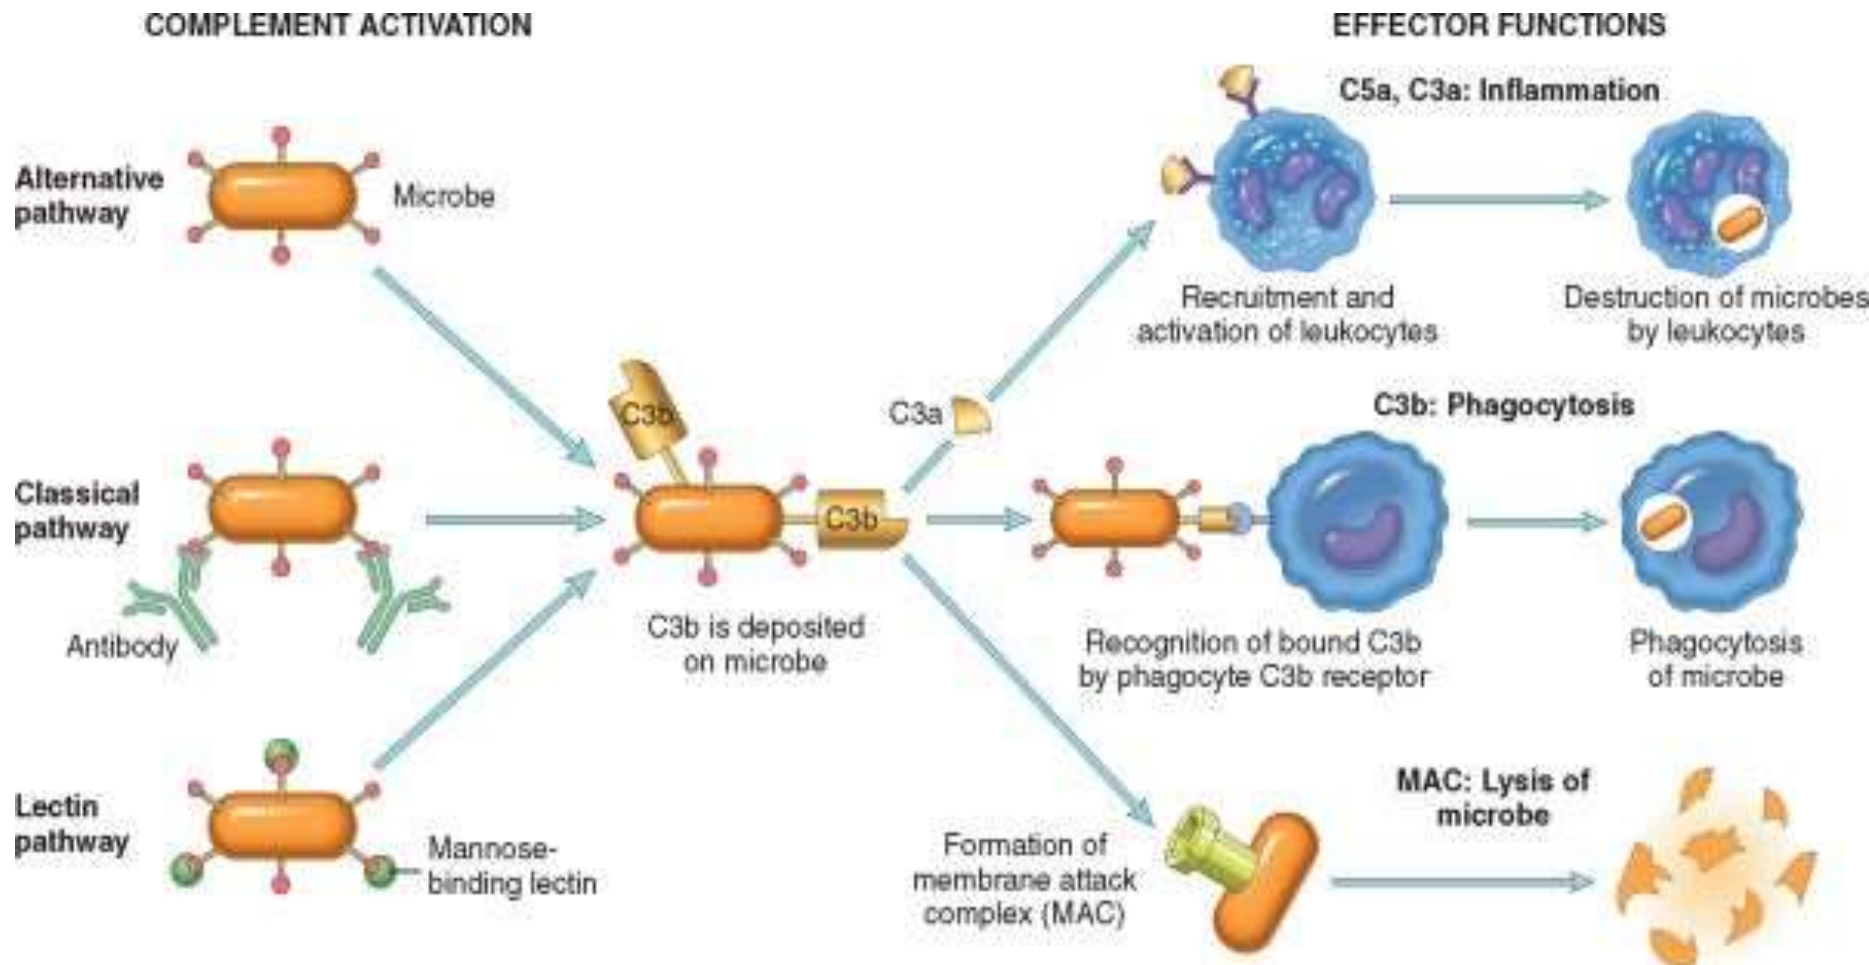 COMPLEMENT ACTIVATION
EFFECTOR FUNCTIONS
C5a, C3a: Inflammation
Alternative
pathway
Microbe
Recruitment and
activation of leukocytes
Destruction of microbes
by leukocytes
C3b
C3a
C3b: Phagocytosis
Classical
pathway
C3b
Antibody
C3b is deposited
on microbe
Recognition of bound C3b
by phagocyte C3b receptor
Phagocytosis
of microbe
Lectin
pathway
Mannose-
binding lectin
Formation of
membrane attack
complex (MAC)
MAC: Lysis of
microbe